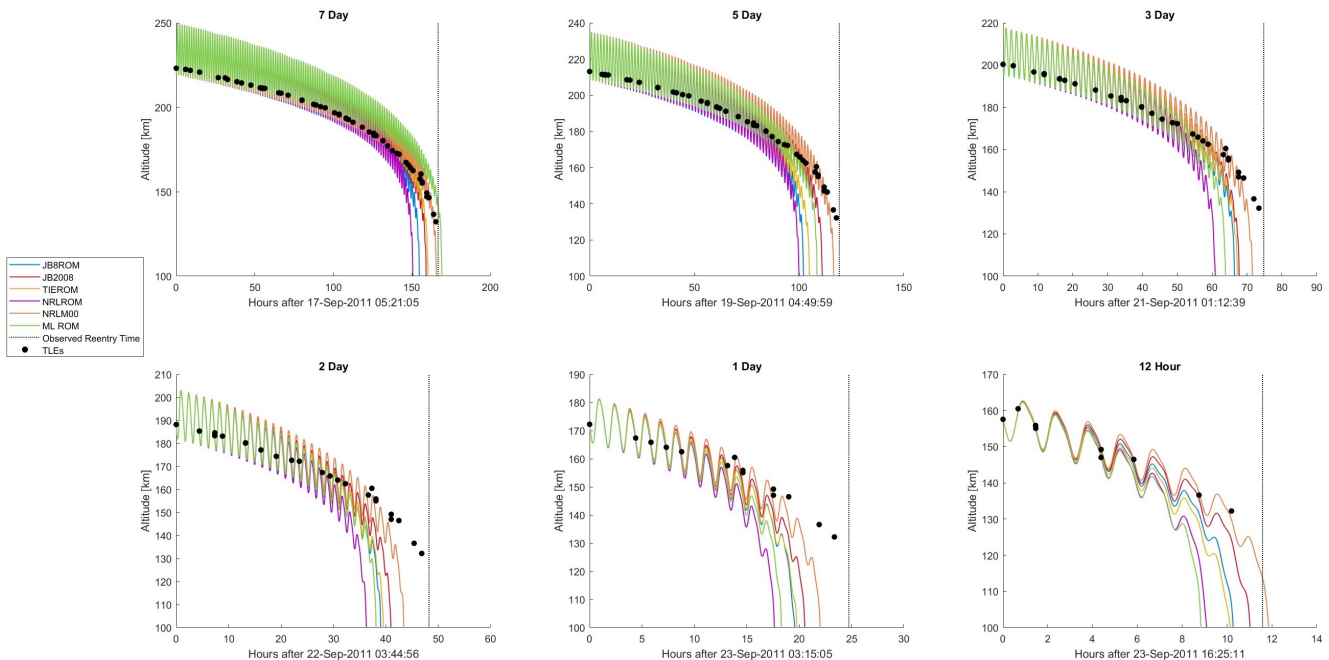 7 Day
250
200
150
100
Altitude [km]
0 50 100 150 200
Hours after 17-Sep-2011 05:21:05
5 Day
240
220
200
180
160
140
120
100
Altitude [km]
0 50 100 150
Hours after 19-Sep-2011 04:49:59
3 Day
220
200
180
160
140
120
100
Altitude [km]
0 10 20 30 40 50 60 70 80 90
Hours after 21-Sep-2011 01:12:39
JB8ROM
JB2008
TIEROM
NRLROM
NRLM00
ML ROM
Observed Reentry Time
TLEs
2 Day
210
200
190
180
170
160
150
140
130
120
110
100
Altitude [km]
0 10 20 30 40 50 60
Hours after 22-Sep-2011 03:44:56
1 Day
190
180
170
160
150
140
130
120
110
100
Altitude [km]
0 5 10 15 20 25 30
Hours after 23-Sep-2011 03:15:05
12 Hour
170
160
150
140
130
120
110
100
Altitude [km]
0 2 4 6 8 10 12 14
Hours after 23-Sep-2011 16:25:11